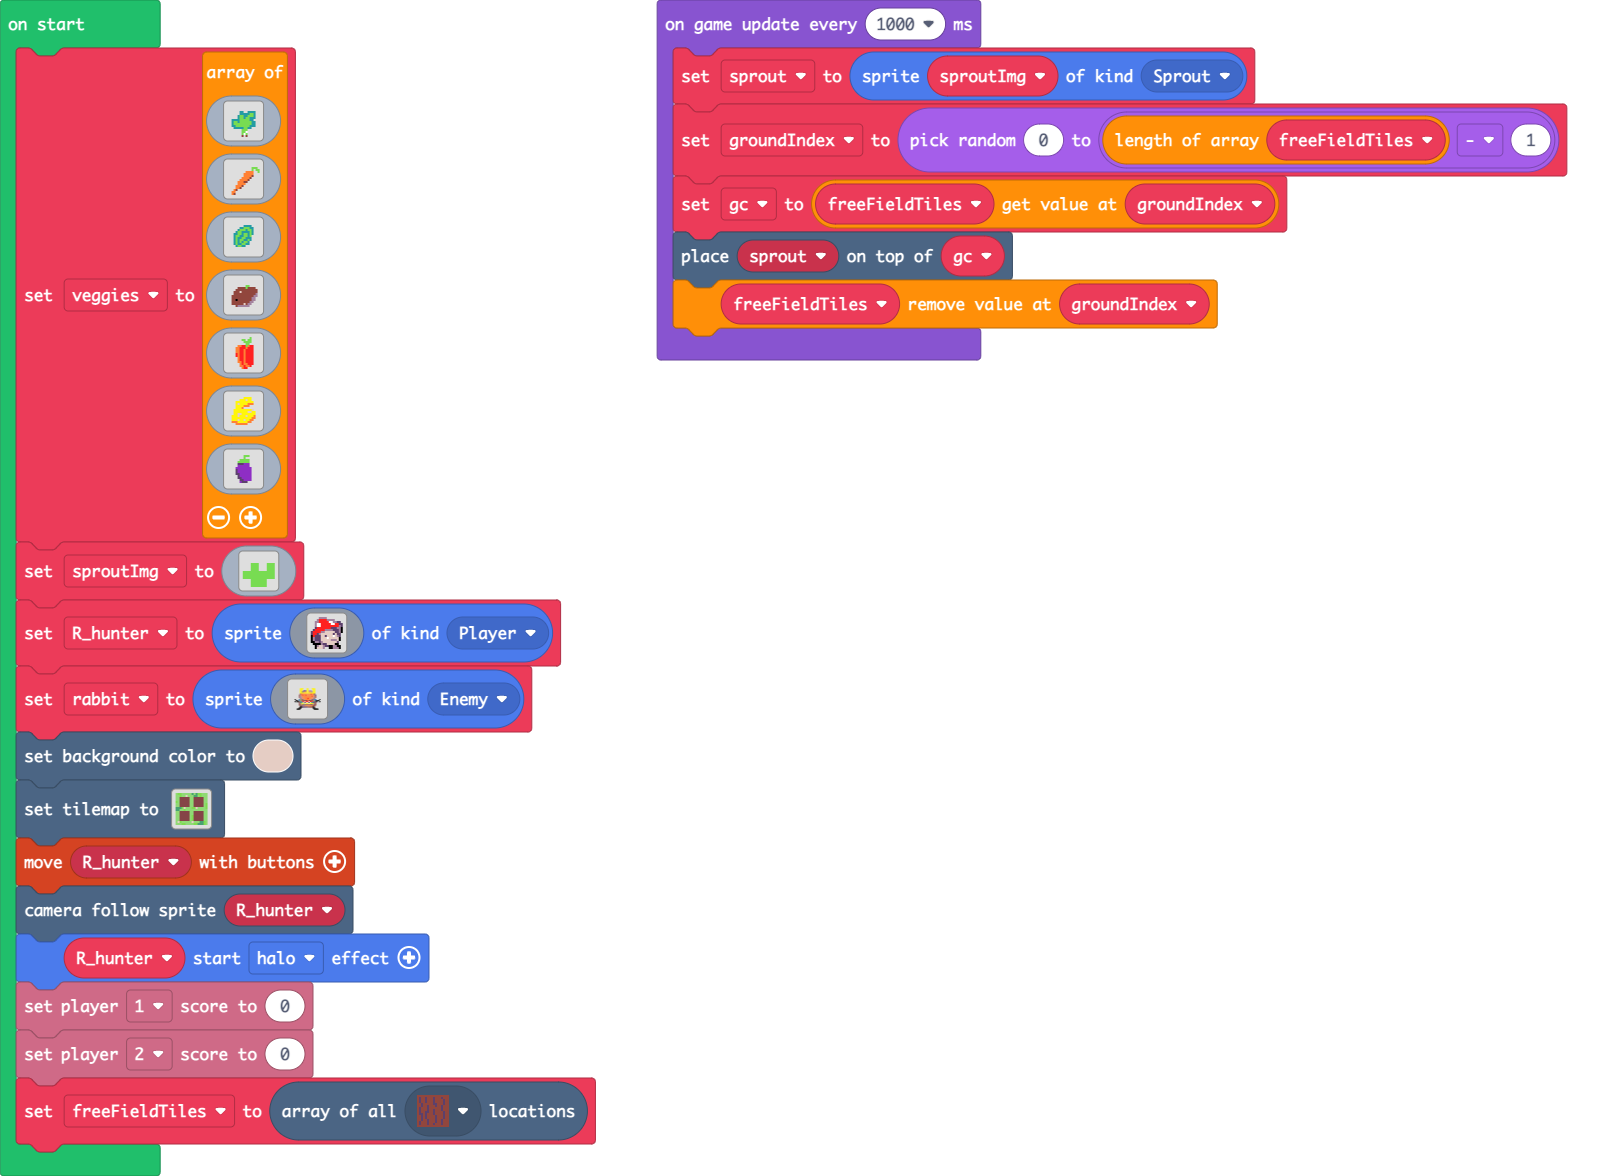 on start
array of
set veggies to
set sproutImg to
set R_hunter to sprite of kind Player
set rabbit to sprite of kind Enemy
set background color to
set tilemap to
move R_hunter with buttons
camera follow sprite R_hunter
R_hunter start halo effect
set player 1 score to 0
set player 2 score to 0
set freeFieldTiles to array of all locations
on game update every 1000 ms
set sprout to sprite sproutImg of kind Sprout
set groundIndex to pick random 0 to length of array freeFieldTiles - 1
set gc to freeFieldTiles get value at groundIndex
place sprout on top of gc
freeFieldTiles remove value at groundIndex